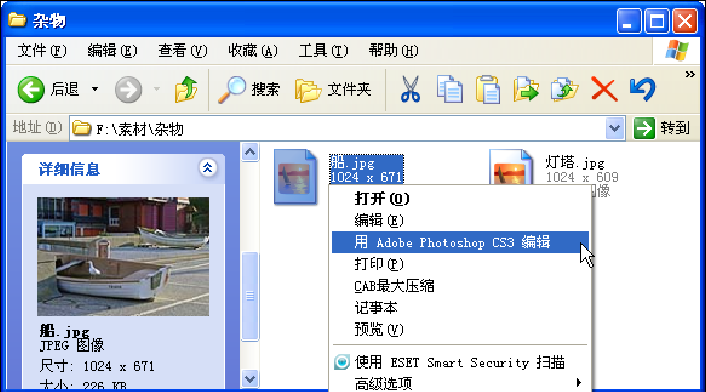 杂物
文件(F) 编辑(E) 查看(V) 收藏(A) 工具(T) 帮助(H)
后退 搜索 文件夹
地址(D) F:\素材\杂物 转到
详细信息
船.jpg
JPEG 图像
尺寸: 1024 x 671
大小: 226 KB
船.jpg
1024 x 671
灯塔.jpg
1024 x 609
图像
打开(O)
编辑(E)
用 Adobe Photoshop CS3 编辑
打印(P)
CAB最大压缩
记事本
预览(V)
使用 ESET Smart Security 扫描
高级选项